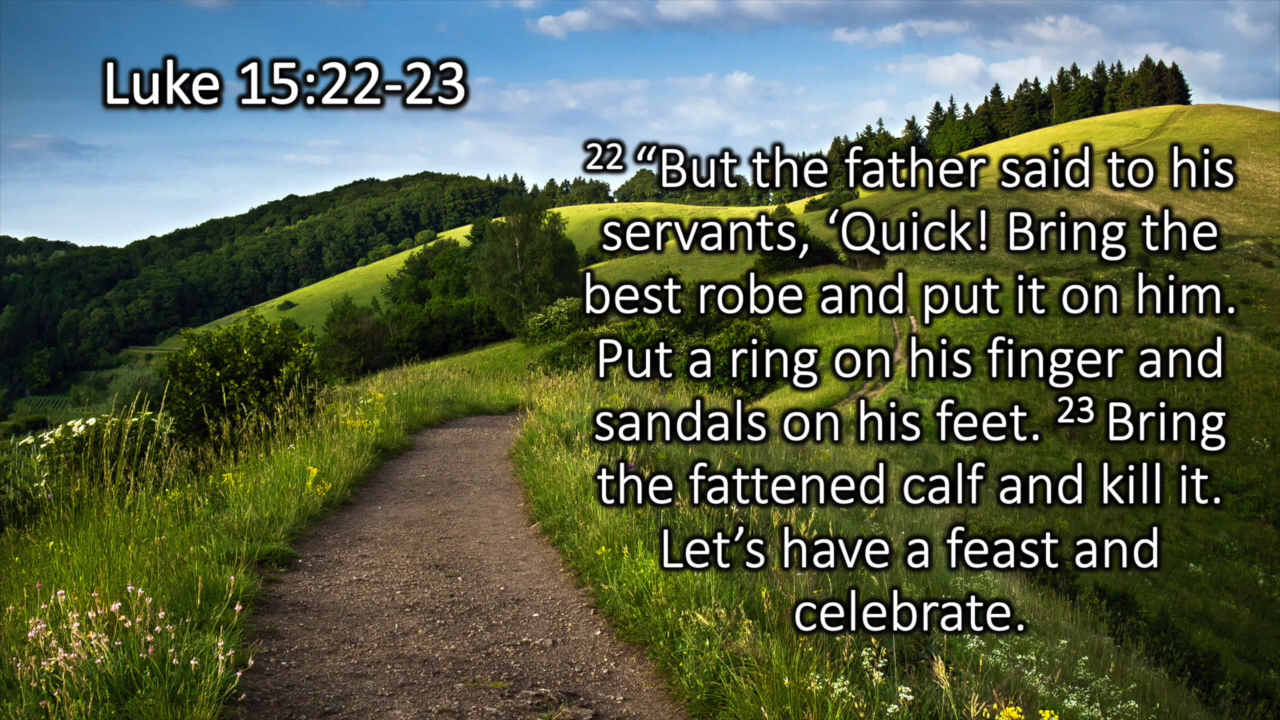 Luke 15:22-23
22 “But the father said to his
servants, ‘Quick! Bring the
best robe and put it on him.
Put a ring on his finger and
sandals on his feet. 23 Bring
the fattened calf and kill it.
Let’s have a feast and
celebrate.